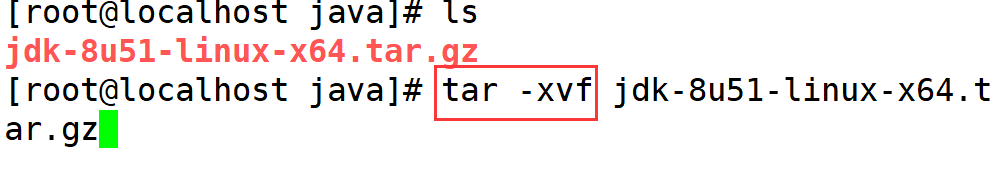 [root@localhost java]# ls
jdk-8u51-linux-x64.tar.gz
[root@localhost java]# tar -xvf jdk-8u51-linux-x64.t
ar.gz